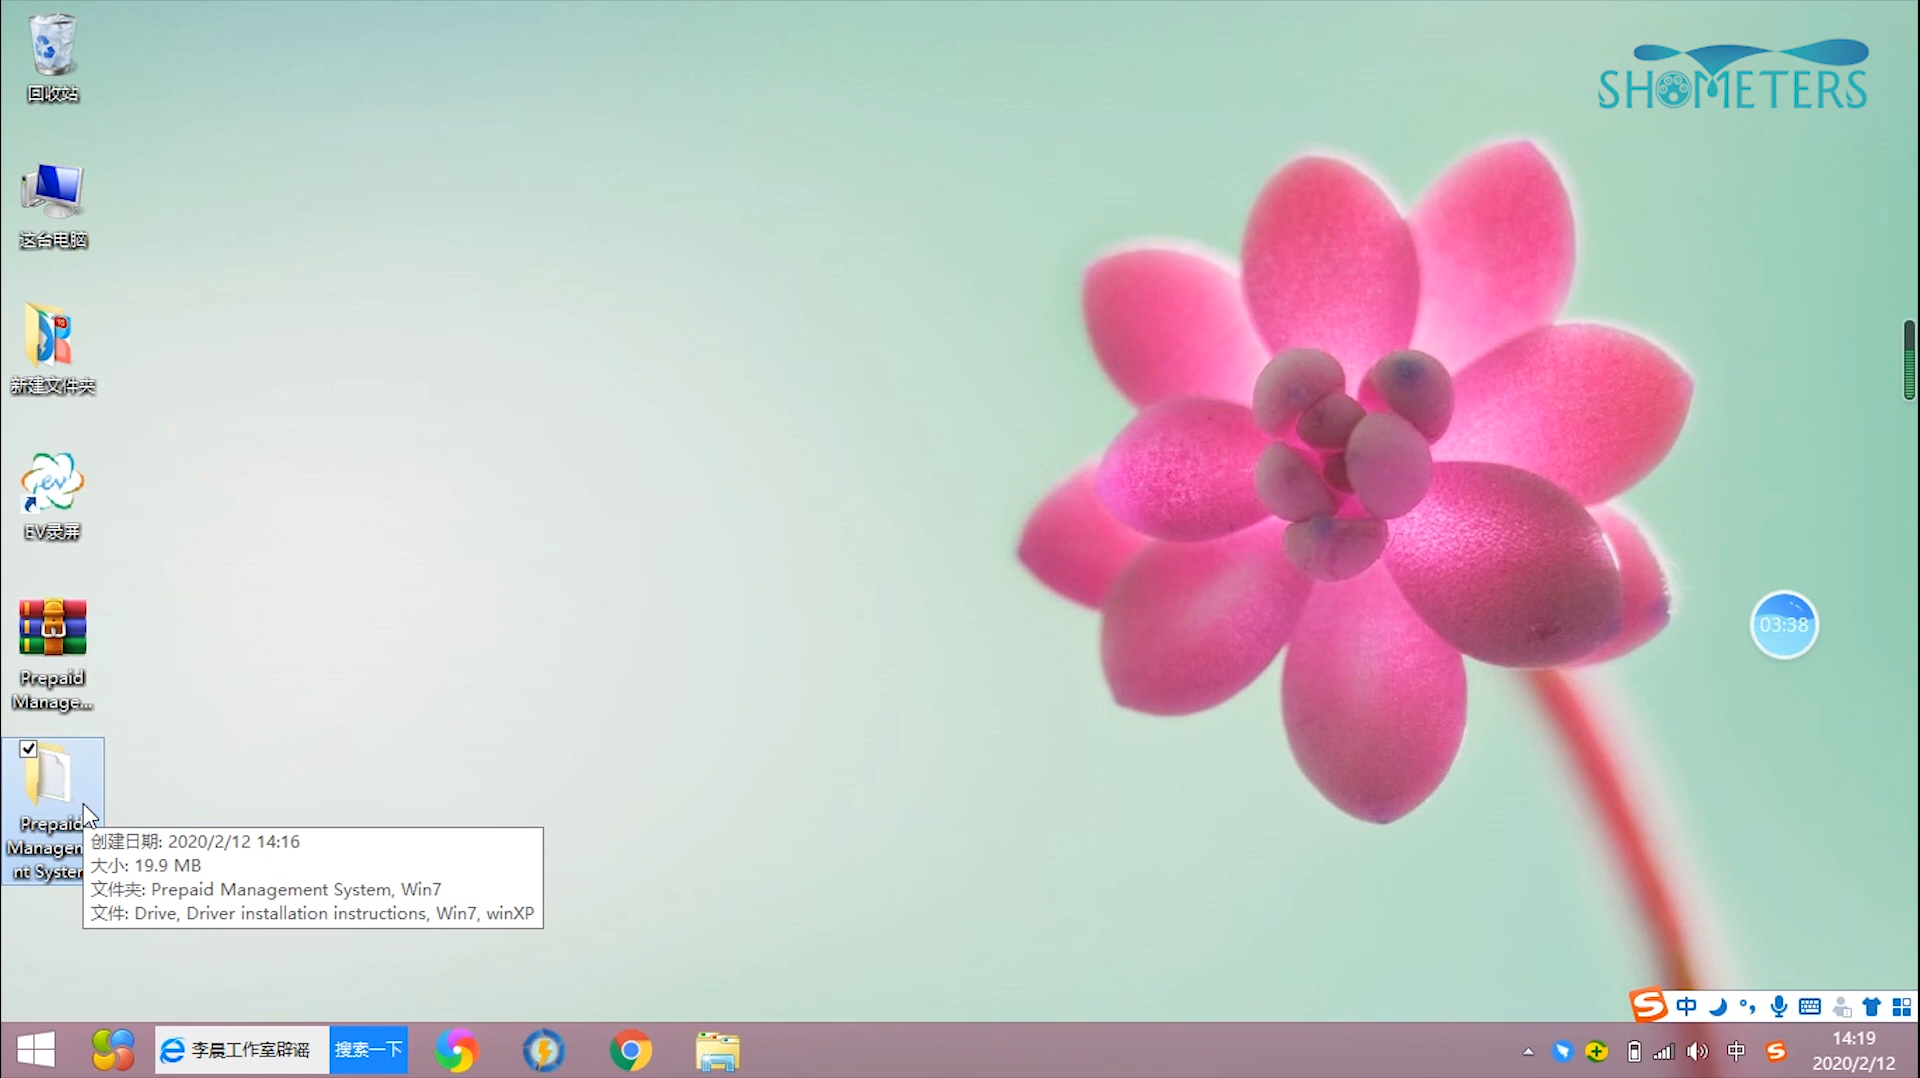 SHOMETERS
回收站
这台电脑
新建文件夹
EV录屏
Prepaid
Manage...
Prepaid
Managem
nt System
创建日期: 2020/2/12 14:16
大小: 19.9 MB
文件夹: Prepaid Management System, Win7
文件: Drive, Driver installation instructions, Win7, winXP
03:38
中
李晨工作室辟谣
搜索一下
中
14:19
2020/2/12